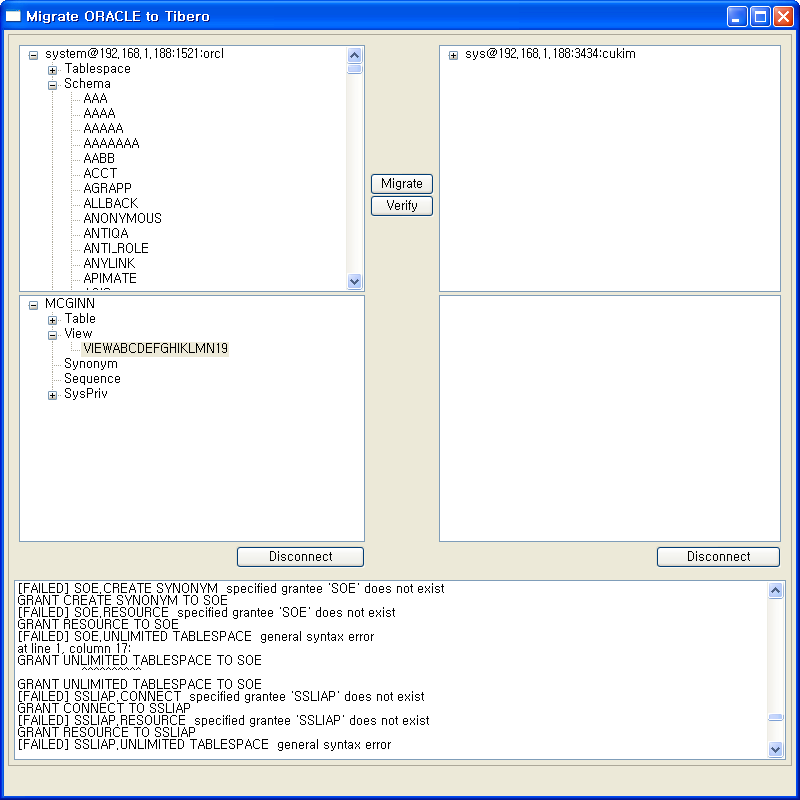 Migrate ORACLE to Tibero
system@192,168,1,188:1521:orcl
Tablespace
Schema
AAA
AAAA
AAAAA
AAAAAAA
AABB
ACCT
AGRAPP
ALLBACK
ANONYMOUS
ANTIQA
ANTI_ROLE
ANYLINK
APIMATE
Migrate
Verify
sys@192,168,1,188:3434:cukim
MCGINN
Table
View
VIEWABCDEFGHIKLMN19
Synonym
Sequence
SysPriv
Disconnect
Disconnect
[FAILED] SOE,CREATE SYNONYM specified grantee 'SOE' does not exist
GRANT CREATE SYNONYM TO SOE
[FAILED] SOE,RESOURCE specified grantee 'SOE' does not exist
GRANT RESOURCE TO SOE
[FAILED] SOE,UNLIMITED TABLESPACE general syntax error
at line 1, column 17:
GRANT UNLIMITED TABLESPACE TO SOE
^^^^^^^^^^
GRANT UNLIMITED TABLESPACE TO SOE
[FAILED] SSLIAP,CONNECT specified grantee 'SSLIAP' does not exist
GRANT CONNECT TO SSLIAP
[FAILED] SSLIAP,RESOURCE specified grantee 'SSLIAP' does not exist
GRANT RESOURCE TO SSLIAP
[FAILED] SSLIAP,UNLIMITED TABLESPACE general syntax error